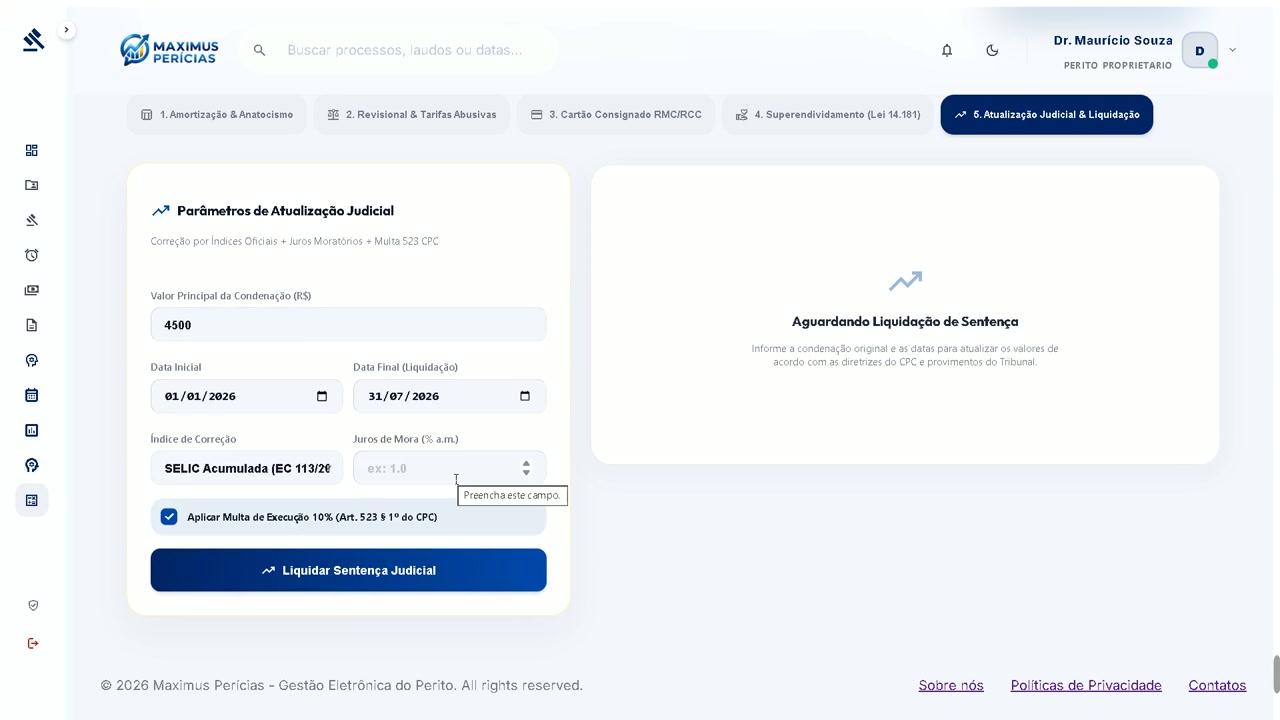 MAXIMUS
PERÍCIAS
Buscar processos, laudos ou datas...
Dr. Maurício Souza
PERITO PROPRIETARIO
D
1. Amortização & Anatocismo
2. Revisional & Tarifas Abusivas
3. Cartão Consignado RMC/RCC
4. Superendividamento (Lei 14.181)
5. Atualização Judicial & Liquidação
Parâmetros de Atualização Judicial
Correção por Índices Oficiais + Juros Moratórios + Multa 523 CPC
Valor Principal da Condenação (R$)
4500
Data Inicial
Data Final (Liquidação)
01/01/2026
31/07/2026
Índice de Correção
Juros de Mora (% a.m.)
SELIC Acumulada (EC 113/20
ex: 1.0
Preencha este campo.
Aplicar Multa de Execução 10% (Art. 523 § 1º do CPC)
Liquidar Sentença Judicial
Aguardando Liquidação de Sentença
Informe a condenação original e as datas para atualizar os valores de
acordo com as diretrizes do CPC e provimentos do Tribunal.
© 2026 Maximus Perícias - Gestão Eletrônica do Perito. All rights reserved.
Sobre nós
Políticas de Privacidade
Contatos